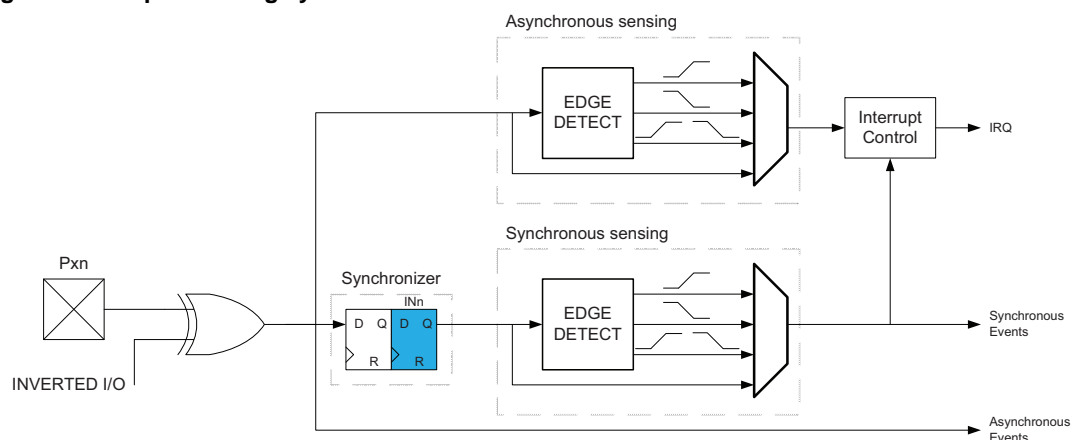 Asynchronous sensing
EDGE
DETECT
Interrupt
Control
IRQ
Synchronous sensing
Pxn
Synchronizer
INn
D Q D Q
R R
EDGE
DETECT
Synchronous
Events
INVERTED I/O
Asynchronous
Events